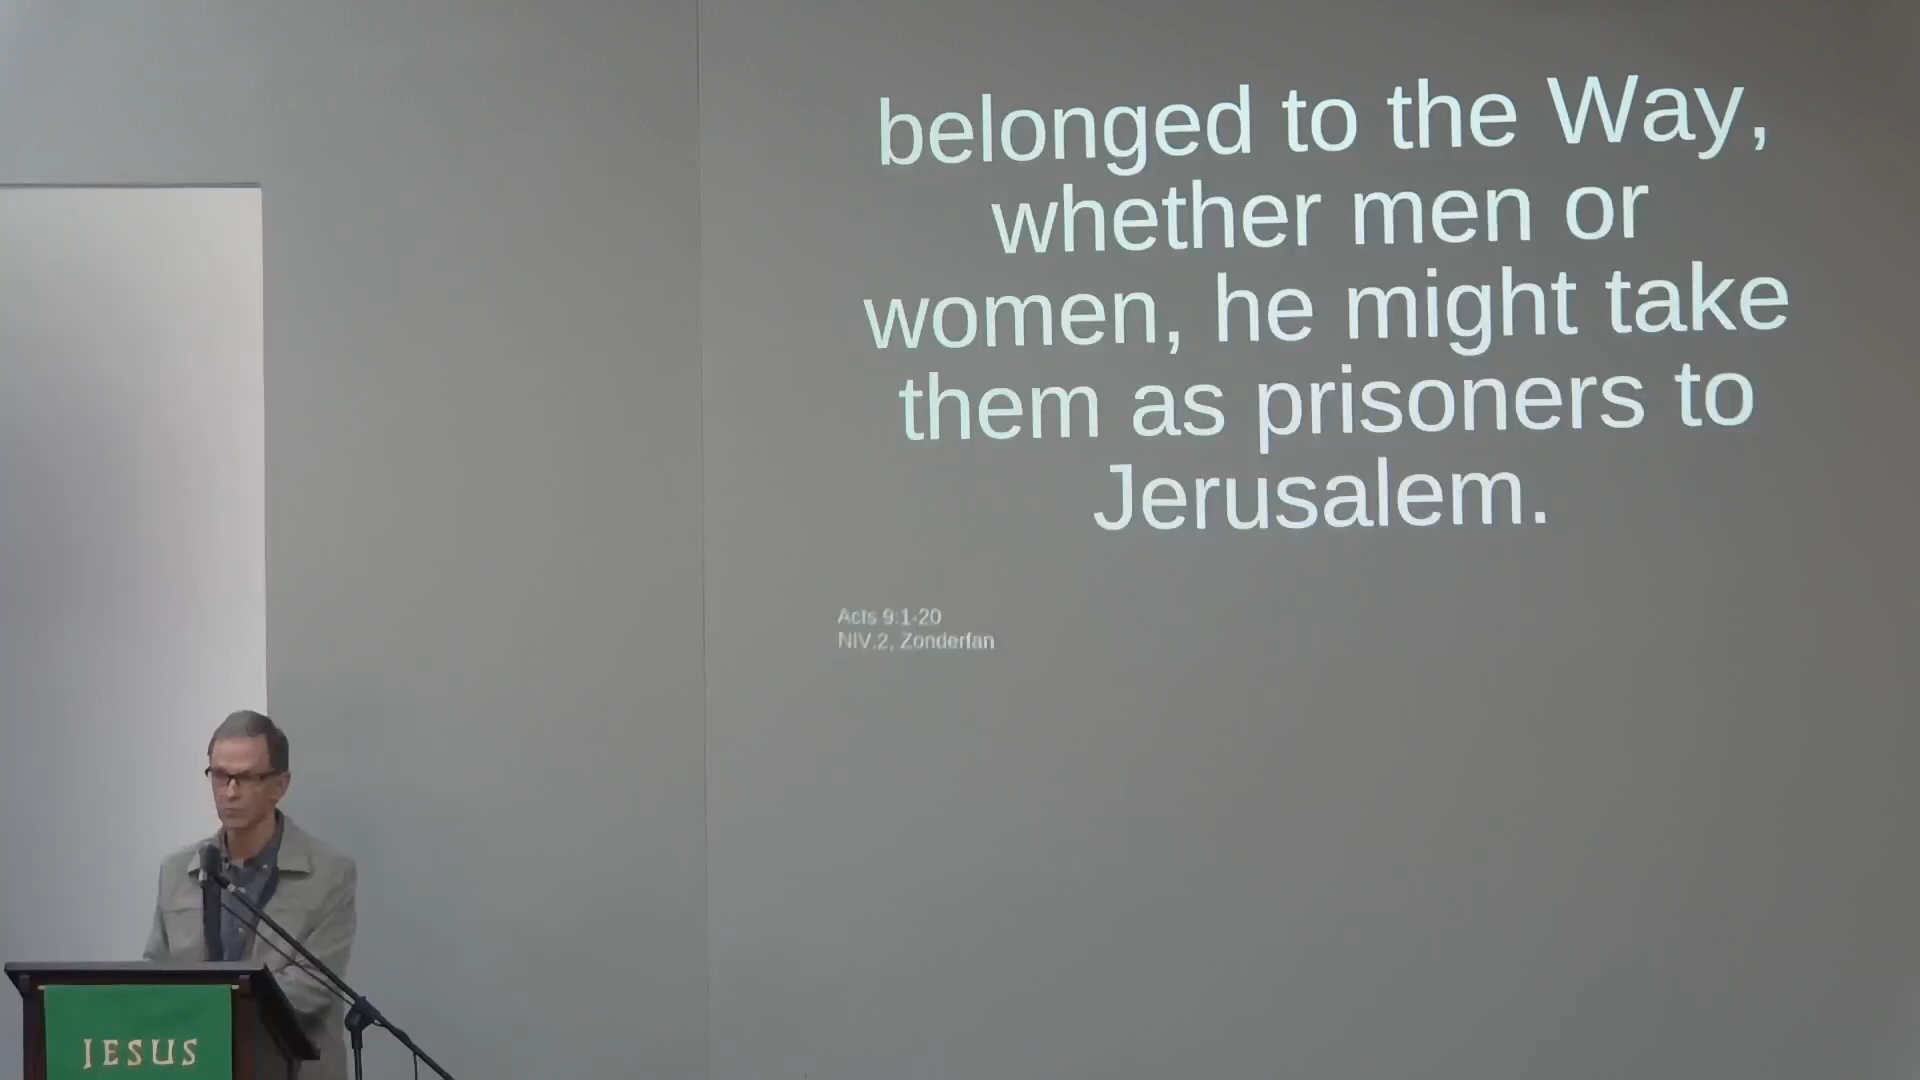 belonged to the Way,
whether men or
women, he might take
them as prisoners to
Jerusalem.
Acts 9:1-20
NIV.2, Zonderfan
JESUS